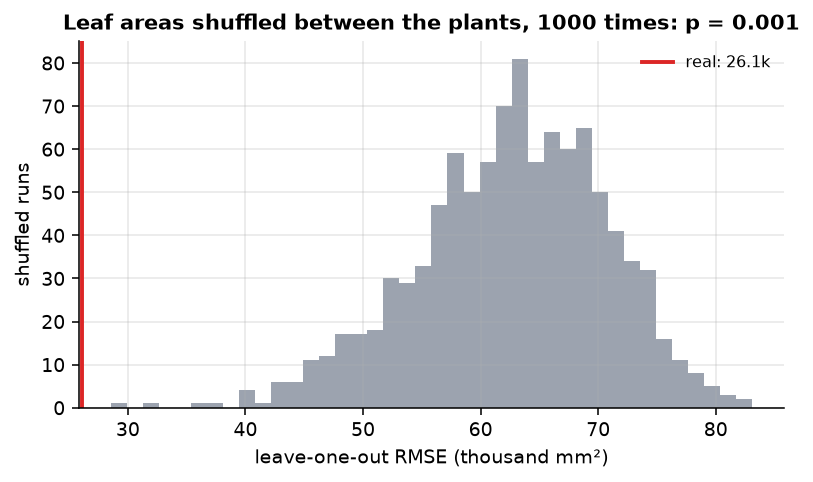 Leaf areas shuffled between the plants, 1000 times: p = 0.001
real: 26.1k
shuffled runs
80
70
60
50
40
30
20
10
0
30 40 50 60 70 80
leave-one-out RMSE (thousand mm²)